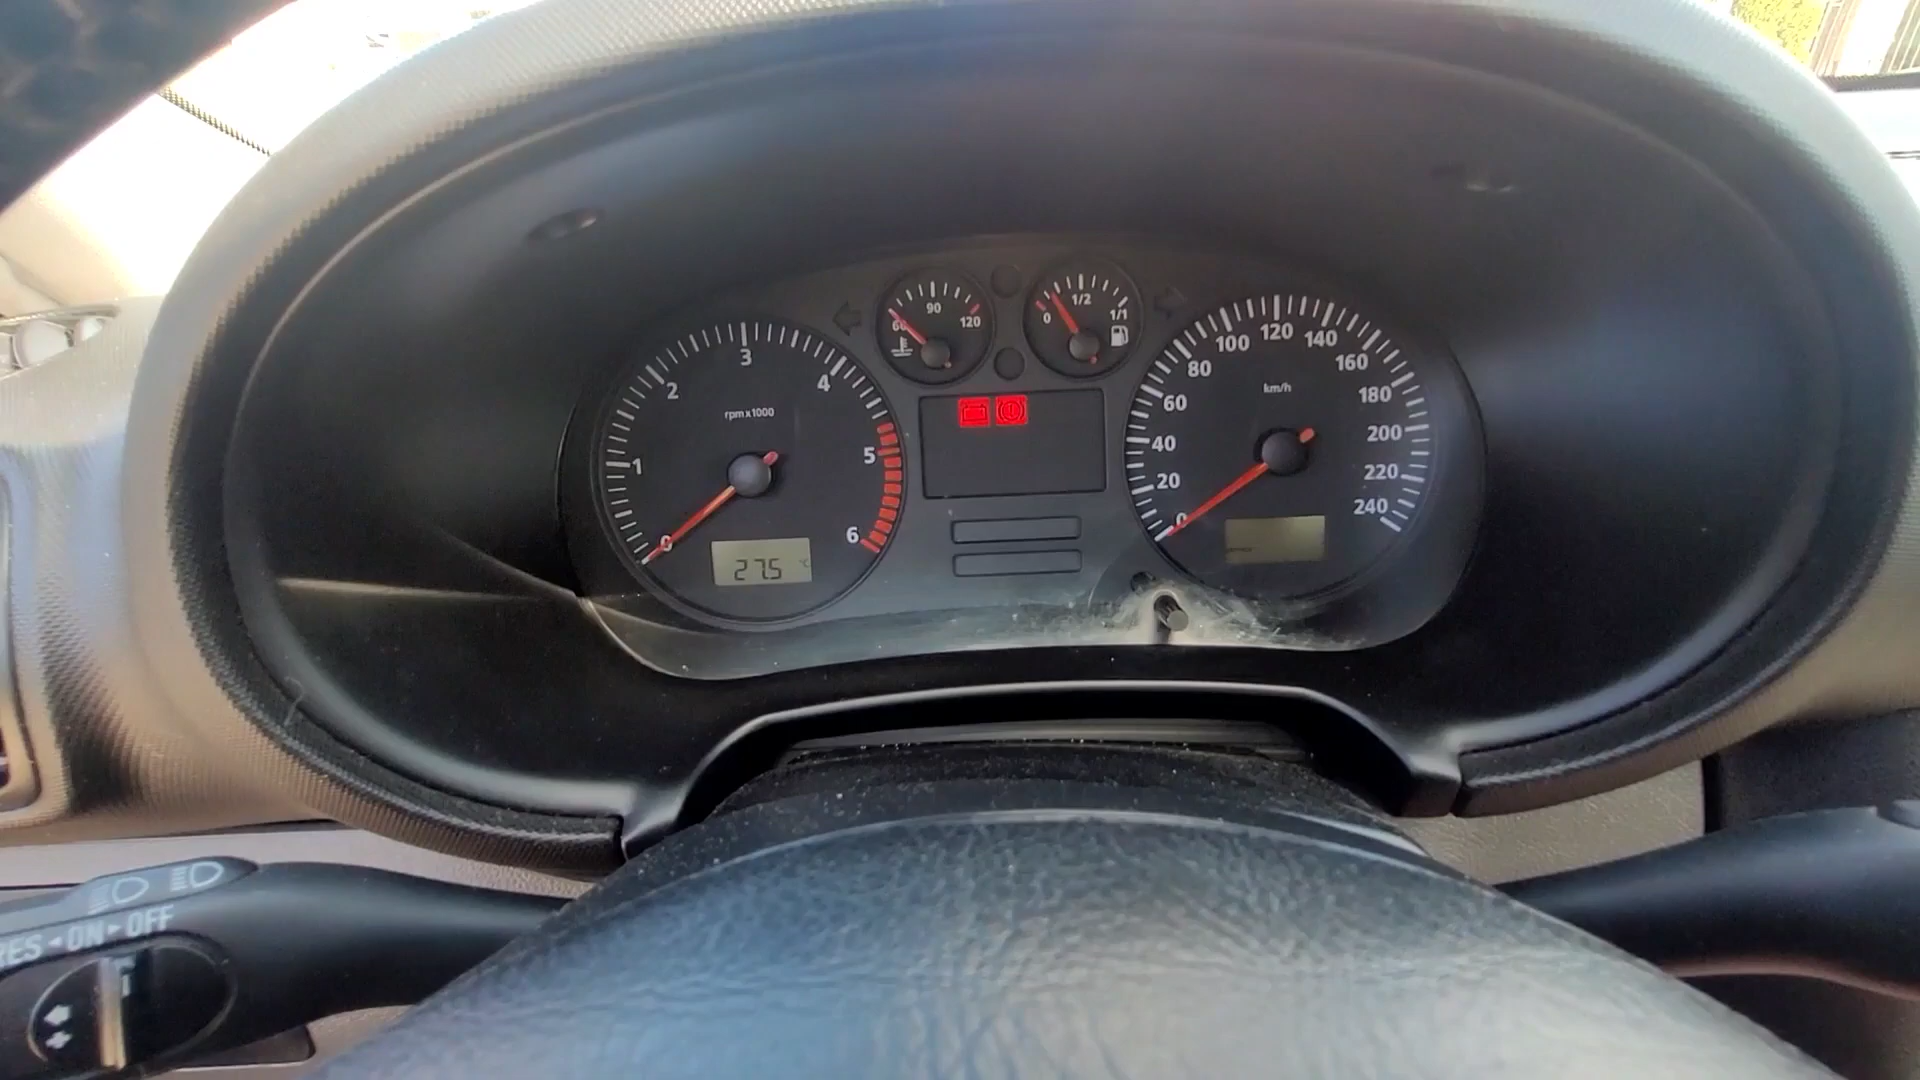 60 90 120
0 1/2 1/1
0 1 2 3 4 5 6
rpm x 1000
27.5 °C
0 20 40 60 80 100 120 140 160 180 200 220 240
km/h
RES ◂ ON ▸ OFF